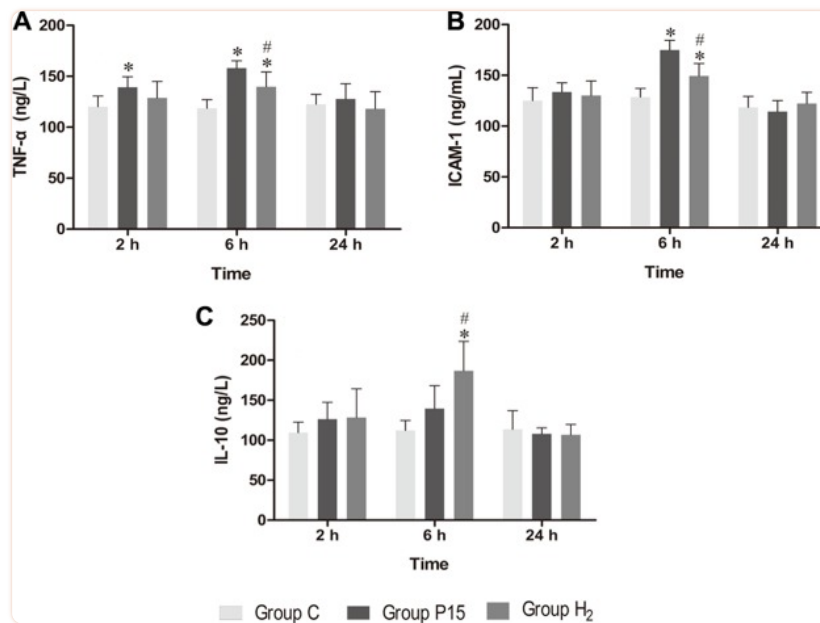 A
TNF-α (ng/L)
200
150
100
50
0
*
*
#
*
2 h 6 h 24 h
Time
B
ICAM-1 (ng/mL)
200
150
100
50
0
*
#
*
2 h 6 h 24 h
Time
C
IL-10 (ng/L)
250
200
150
100
50
0
#
*
2 h 6 h 24 h
Time
Group C Group P15 Group H₂